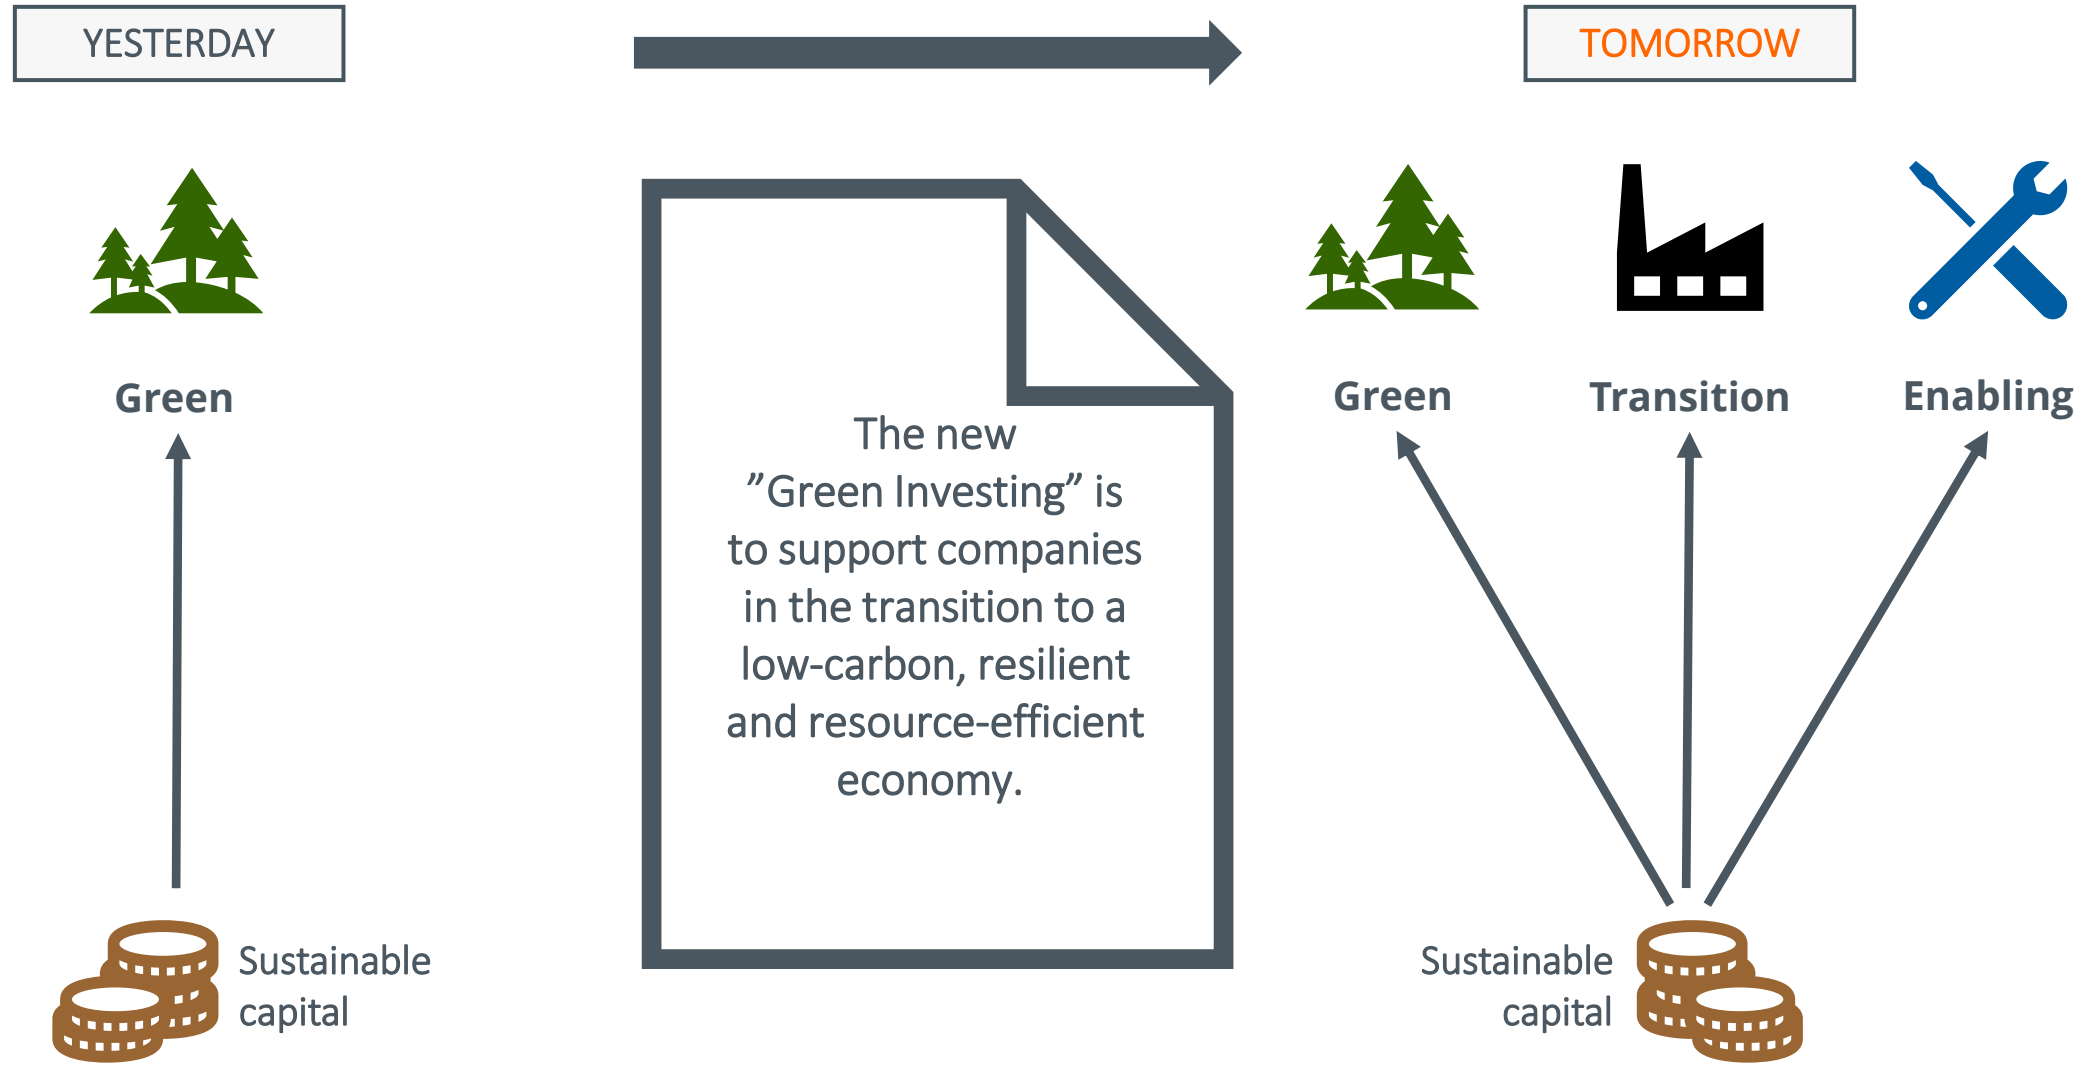 YESTERDAY
TOMORROW
Green
The new
”Green Investing” is
to support companies
in the transition to a
low-carbon, resilient
and resource-efficient
economy.
Green
Transition
Enabling
Sustainable
capital
Sustainable
capital